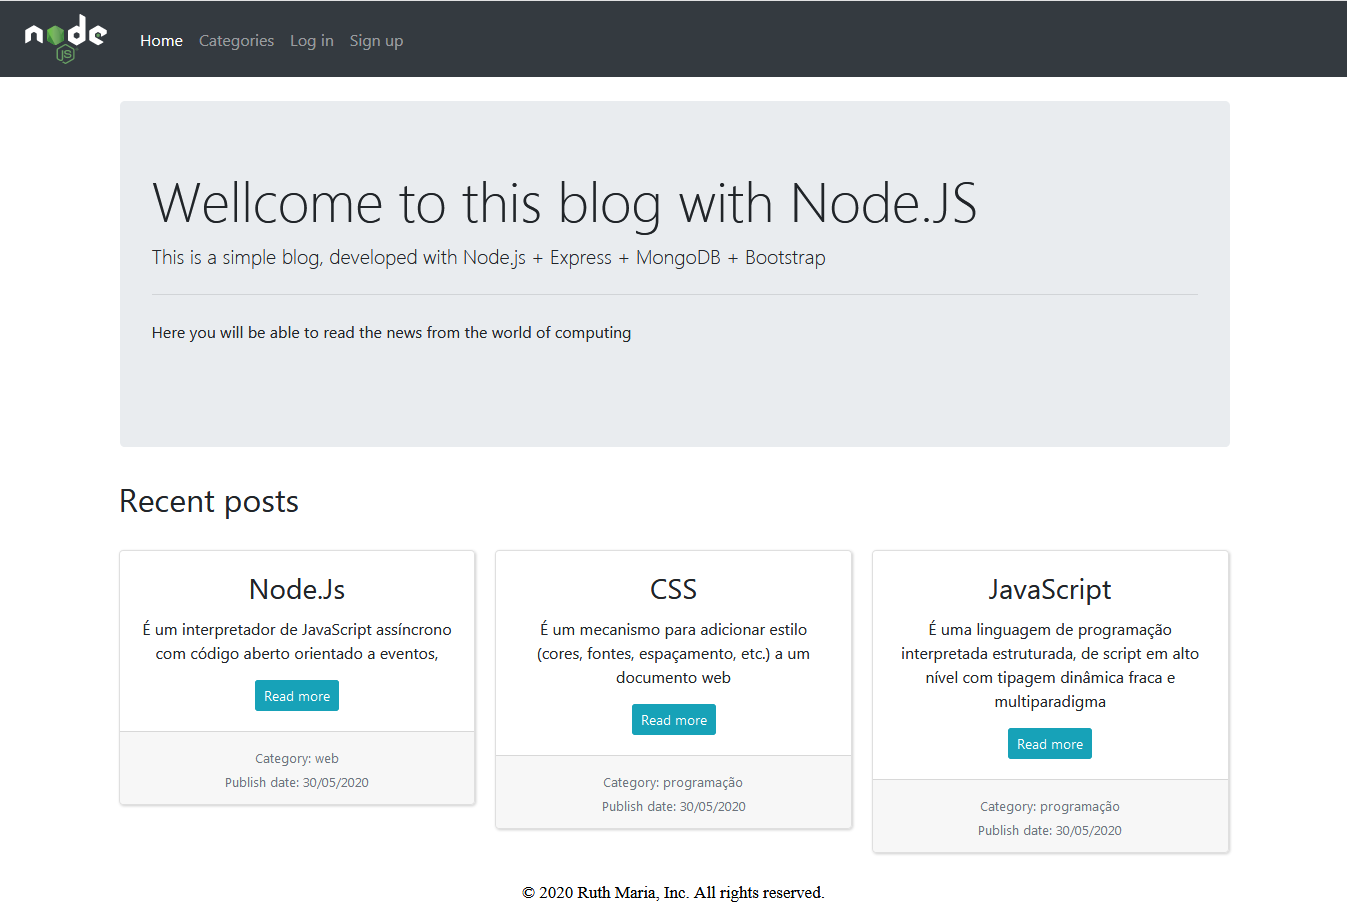 node
JS
Home Categories Log in Sign up
Wellcome to this blog with Node.JS
This is a simple blog, developed with Node.js + Express + MongoDB + Bootstrap
Here you will be able to read the news from the world of computing
Recent posts
Node.Js
É um interpretador de JavaScript assíncrono
com código aberto orientado a eventos,
Read more
Category: web
Publish date: 30/05/2020
CSS
É um mecanismo para adicionar estilo
(cores, fontes, espaçamento, etc.) a um
documento web
Read more
Category: programação
Publish date: 30/05/2020
JavaScript
É uma linguagem de programação
interpretada estruturada, de script em alto
nível com tipagem dinâmica fraca e
multiparadigma
Read more
Category: programação
Publish date: 30/05/2020
© 2020 Ruth Maria, Inc. All rights reserved.